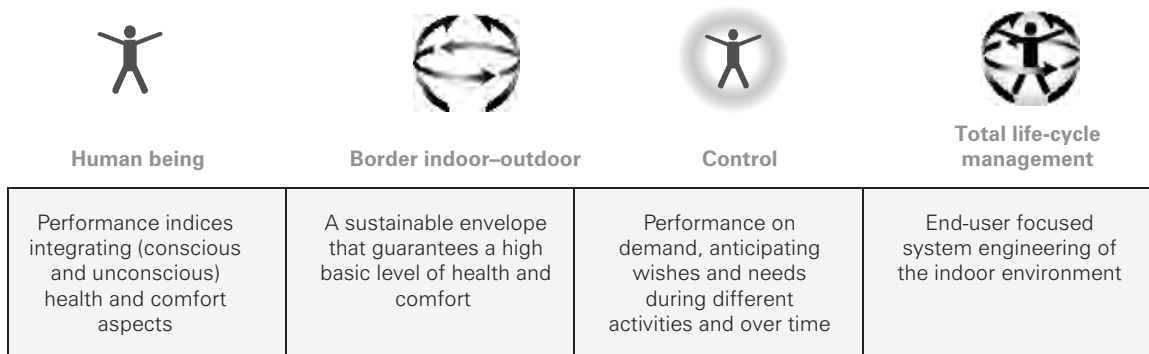 Human being
Border indoor–outdoor
Control
Total life-cycle
management
Performance indices
integrating (conscious
and unconscious)
health and comfort
aspects
A sustainable envelope
that guarantees a high
basic level of health and
comfort
Performance on
demand, anticipating
wishes and needs
during different
activities and over time
End-user focused
system engineering of
the indoor environment